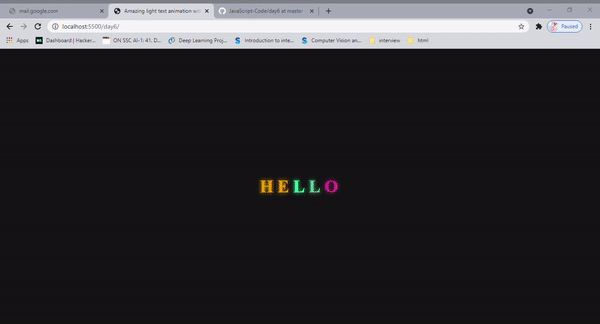 mail.google.com
Amazing light text animation wit
JavaScript-Code/day6 at master
localhost:5500/day6/
Paused
Apps
Dashboard | Hacker...
ON SSC AI-1: 41. D...
Deep Learning Proj...
Introduction to inte...
Computer Vision an...
interview
html
HELLO